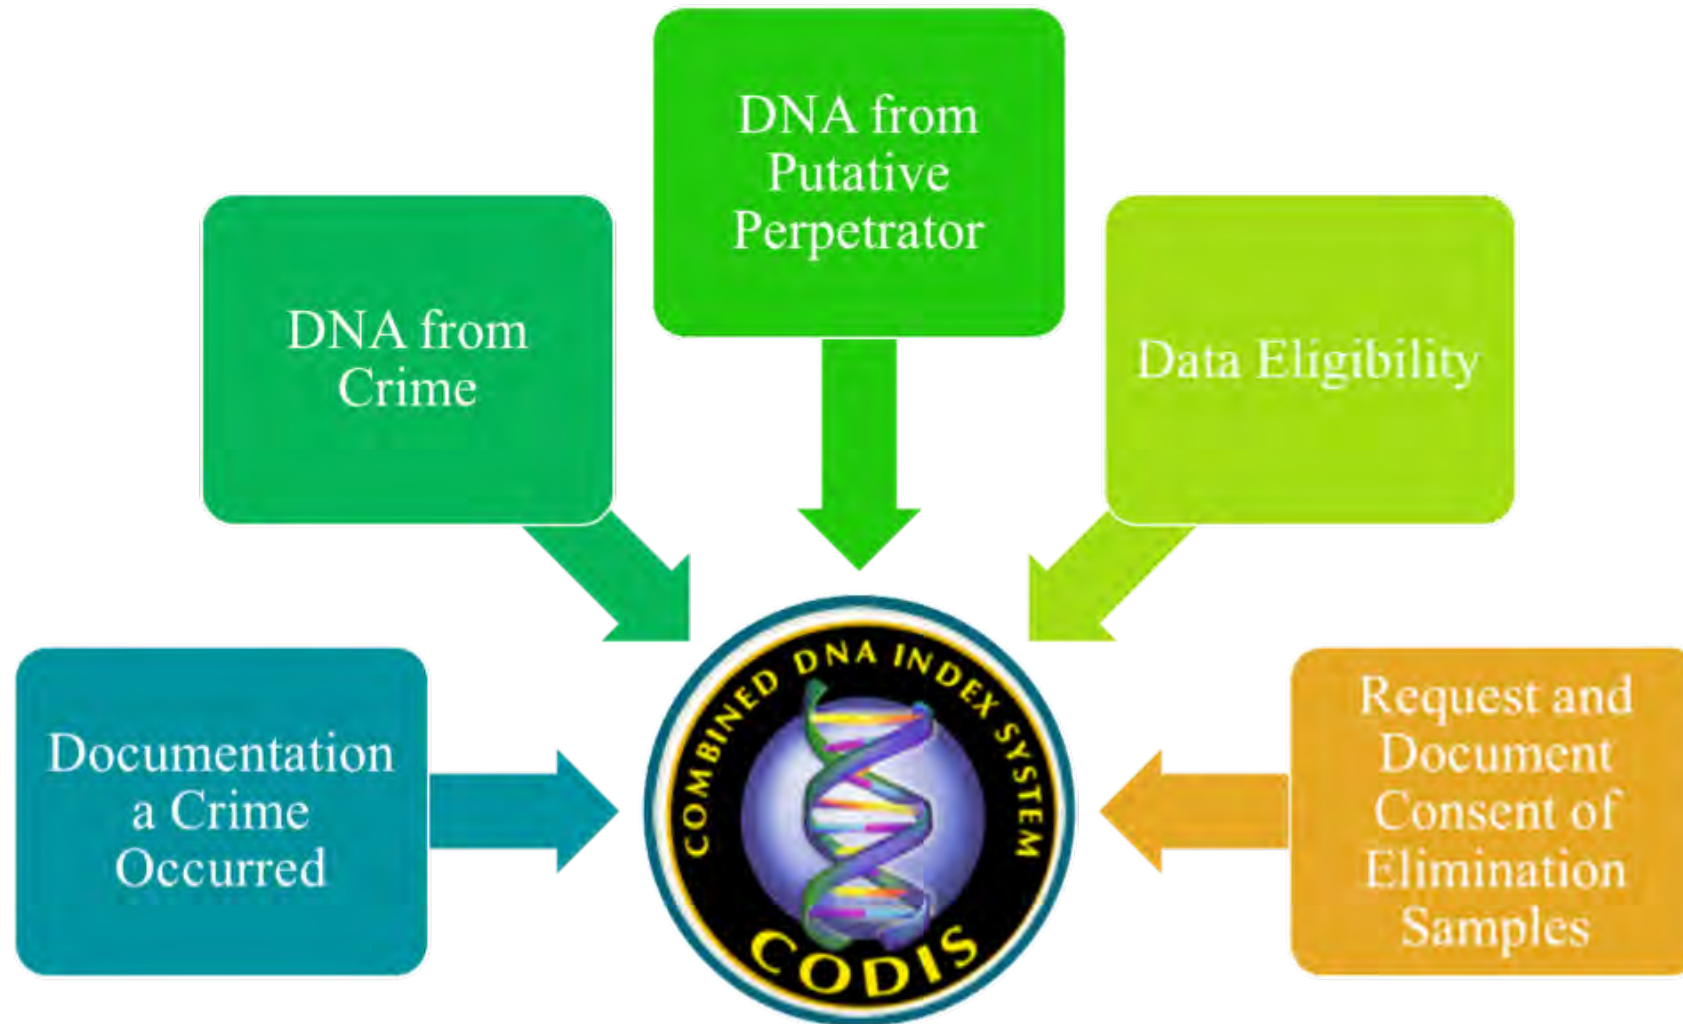 DNA from
Putative
Perpetrator
DNA from
Crime
Data Eligibility
Documentation
a Crime
Occurred
COMBINED DNA INDEX SYSTEM
CODIS
Request and
Document
Consent of
Elimination
Samples